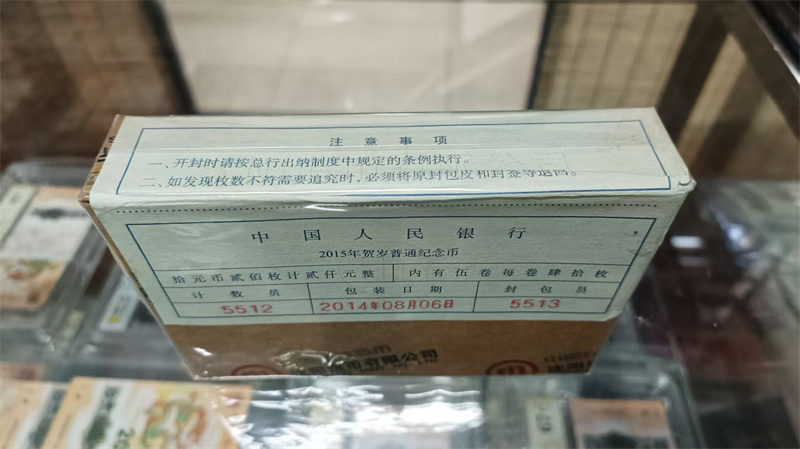 注意事项
一、开封时请按总行出纳制度中规定的条例执行。
二、如发现枚数不符需要追究时，必须将原封包皮和封签等退回。
中国人民银行
2015年贺岁普通纪念币
拾元币贰佰枚计贰仟元整 内有伍卷每卷肆拾枚
计数员 包装日期 封包员
5512 2014年08月06日 5513
币有限公司